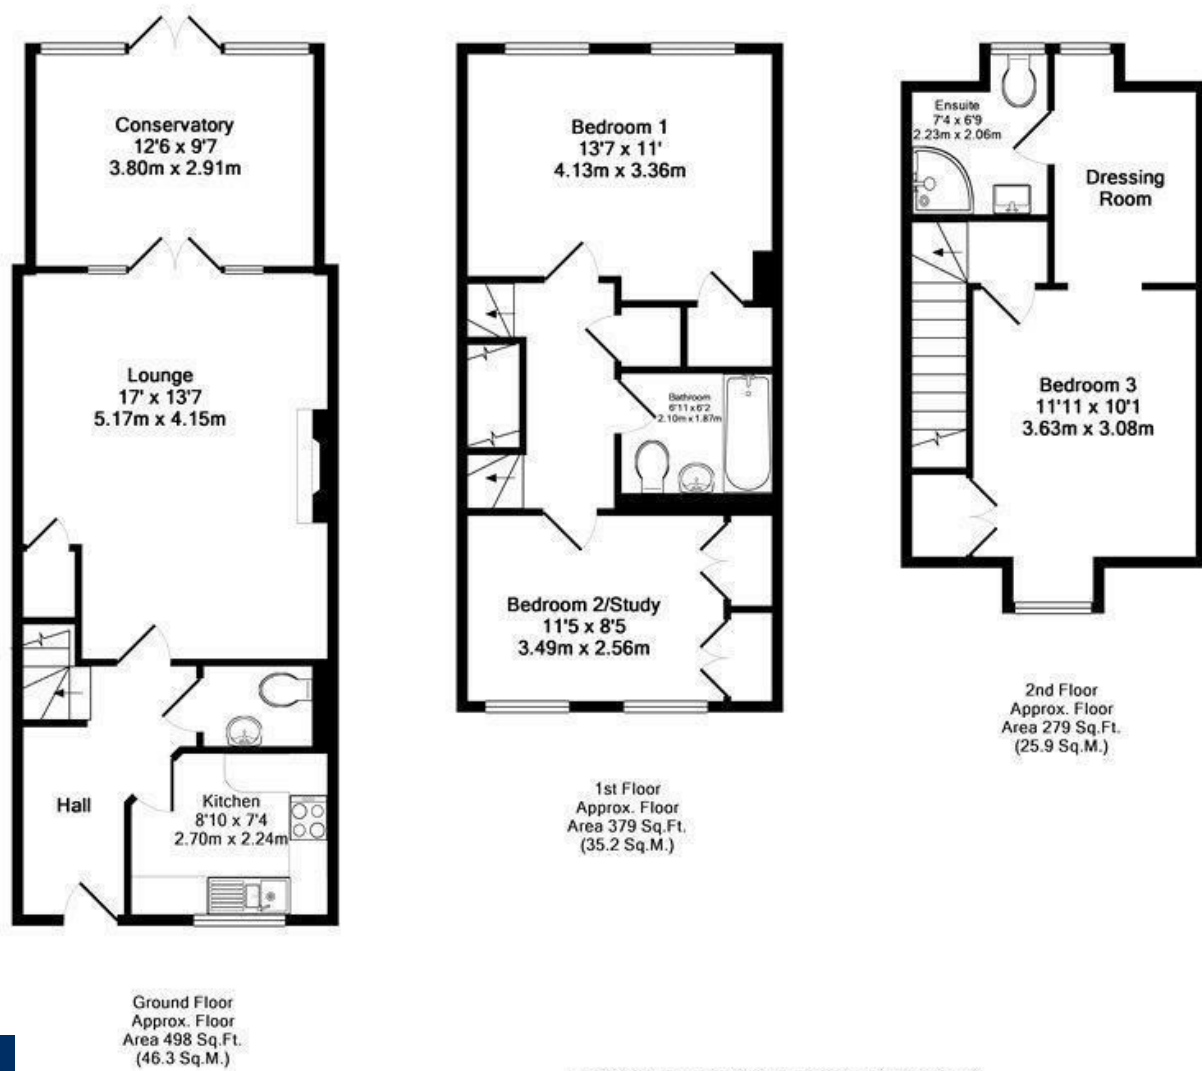 Conservatory
12'6 x 9'7
3.80m x 2.91m
Lounge
17' x 13'7
5.17m x 4.15m
Hall
Kitchen
8'10 x 7'4
2.70m x 2.24m
Ground Floor
Approx. Floor
Area 498 Sq.Ft.
(46.3 Sq.M.)
Bedroom 1
13'7 x 11'
4.13m x 3.36m
Bathroom
6'11 x 6'2
2.10m x 1.87m
Bedroom 2/Study
11'5 x 8'5
3.49m x 2.56m
1st Floor
Approx. Floor
Area 379 Sq.Ft.
(35.2 Sq.M.)
Ensuite
7'4 x 6'9
2.23m x 2.06m
Dressing
Room
Bedroom 3
11'11 x 10'1
3.63m x 3.08m
2nd Floor
Approx. Floor
Area 279 Sq.Ft.
(25.9 Sq.M.)